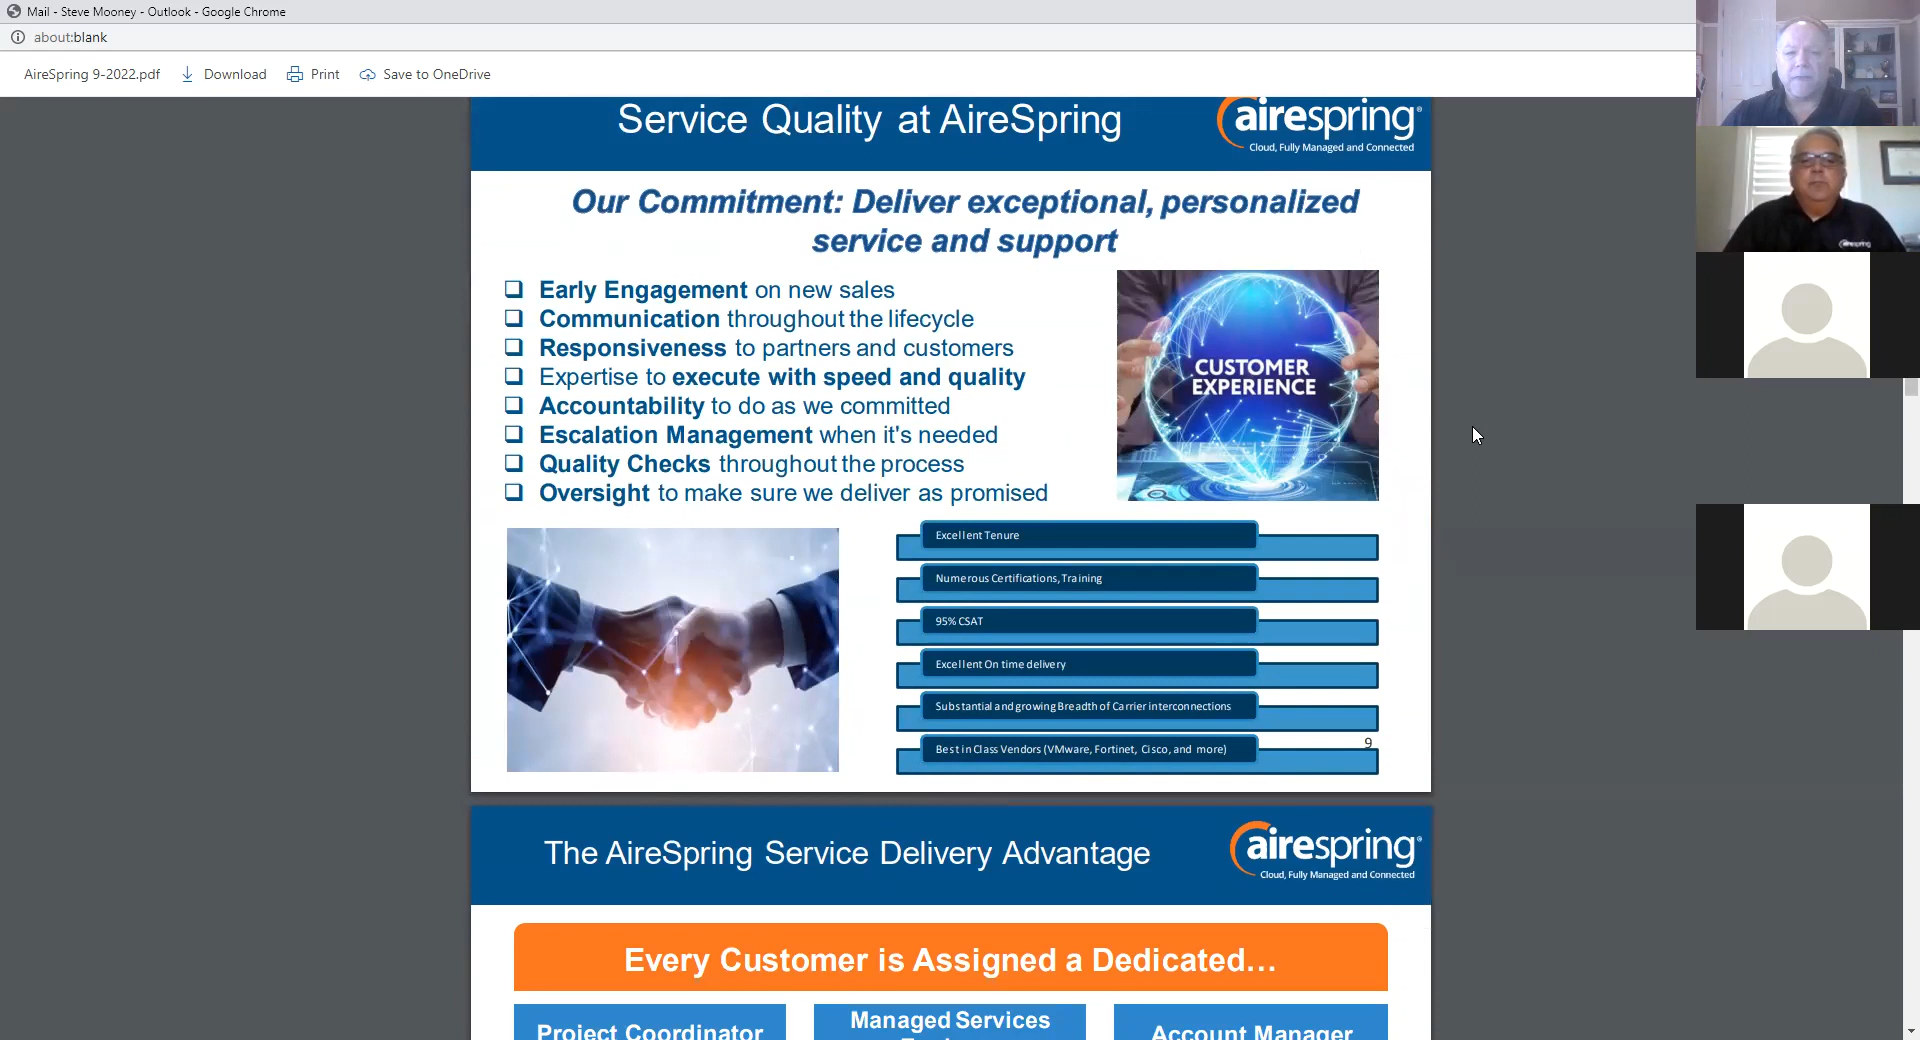 Mail - Steve Mooney - Outlook - Google Chrome
about:blank
AireSpring 9-2022.pdf Download Print Save to OneDrive
Service Quality at AireSpring
airespring®
Cloud, Fully Managed and Connected
Our Commitment: Deliver exceptional, personalized
service and support
Early Engagement on new sales
Communication throughout the lifecycle
Responsiveness to partners and customers
Expertise to execute with speed and quality
Accountability to do as we committed
Escalation Management when it's needed
Quality Checks throughout the process
Oversight to make sure we deliver as promised
CUSTOMER
EXPERIENCE
airespring
Excellent Tenure
Numerous Certifications, Training
95% CSAT
Excellent On time delivery
Substantial and growing Breadth of Carrier interconnections
Best in Class Vendors (VMware, Fortinet, Cisco, and more)
9
The AireSpring Service Delivery Advantage
airespring®
Cloud, Fully Managed and Connected
Every Customer is Assigned a Dedicated...
Project Coordinator
Managed Services
Account Manager